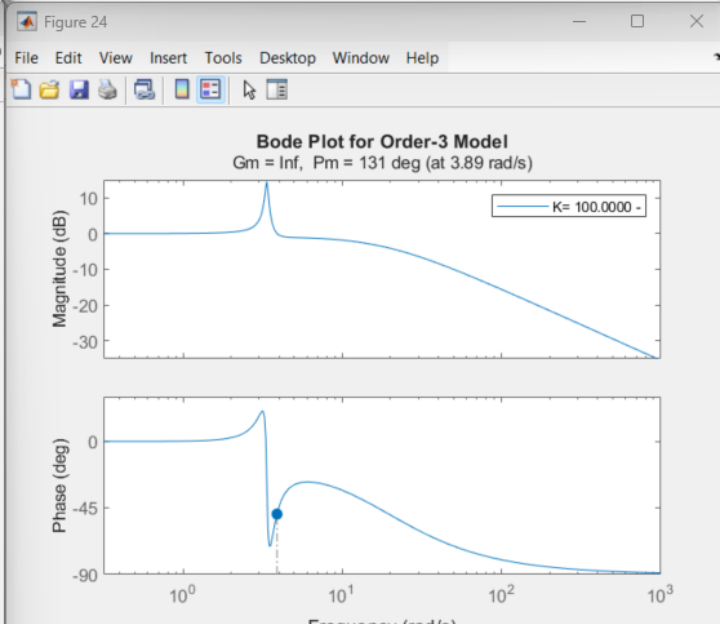 Figure 24
File Edit View Insert Tools Desktop Window Help
Bode Plot for Order-3 Model
Gm = Inf, Pm = 131 deg (at 3.89 rad/s)
K= 100.0000 -
Magnitude (dB)
10
0
-10
-20
-30
Phase (deg)
0
-45
-90
10^0 10^1 10^2 10^3
Frequency (rad/s)